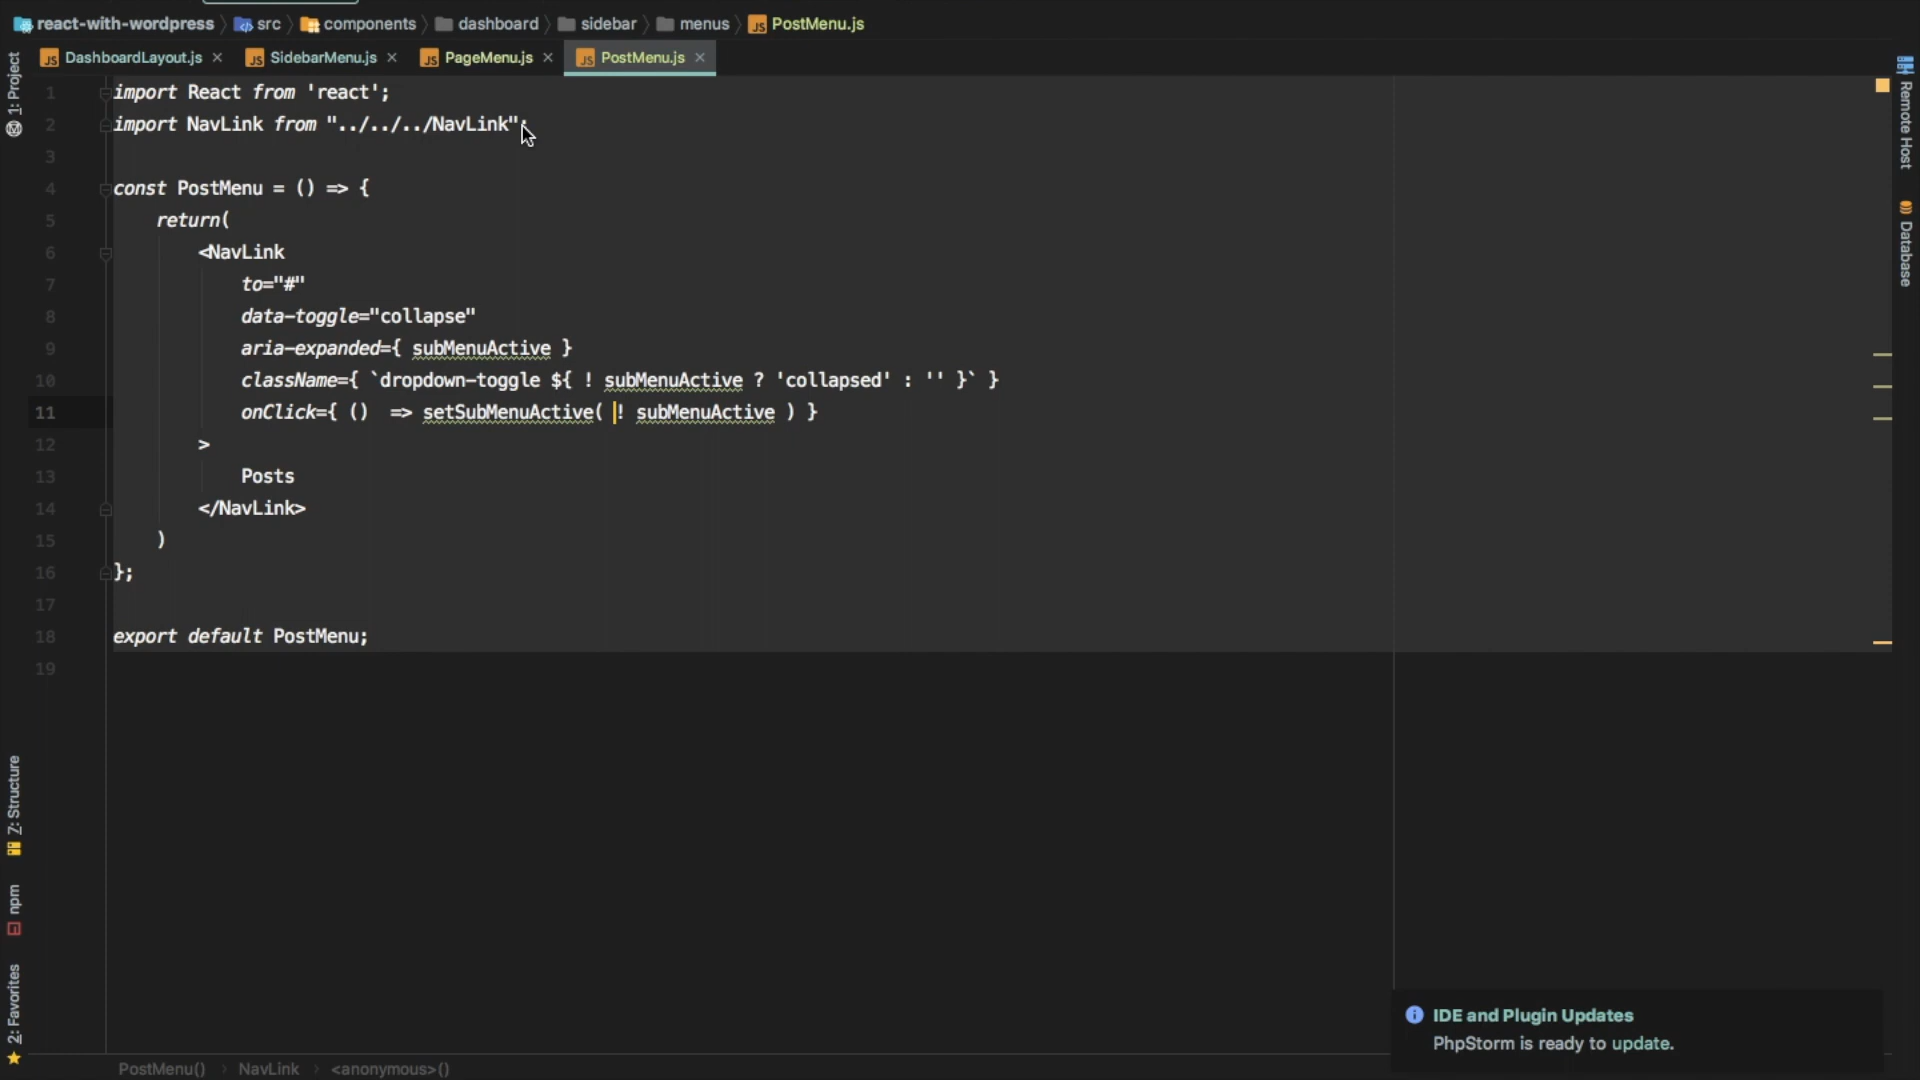 react-with-wordpress src components dashboard sidebar menus PostMenu.js
DashboardLayout.js SidebarMenu.js PageMenu.js PostMenu.js
1: Project
Remote Host
Database
1 import React from 'react';
2 import NavLink from "../../../NavLink";
3
4 const PostMenu = () => {
5 return(
6 <NavLink
7 to="#"
8 data-toggle="collapse"
9 aria-expanded={ subMenuActive }
10 className={ `dropdown-toggle ${ ! subMenuActive ? 'collapsed' : '' }` }
11 onClick={ () => setSubMenuActive( ! subMenuActive ) }
12 >
13 Posts
14 </NavLink>
15 )
16 };
17
18 export default PostMenu;
19
Z: Structure
npm
2: Favorites
IDE and Plugin Updates
PhpStorm is ready to update.
PostMenu() NavLink <anonymous>()